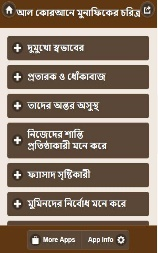 আল কোরআনে মুনাফিকের চরিত্র
দুমুখো স্বভাবের
প্রতারক ও ধোঁকাবাজ
তাদের অন্তর অসুস্থ
নিজেদের শান্তি
প্রতিষ্ঠাকারী মনে করে
ফ্যাসাদ সৃষ্টিকারী
মুমিনদের নির্বোধ মনে করে
More Apps
App Info